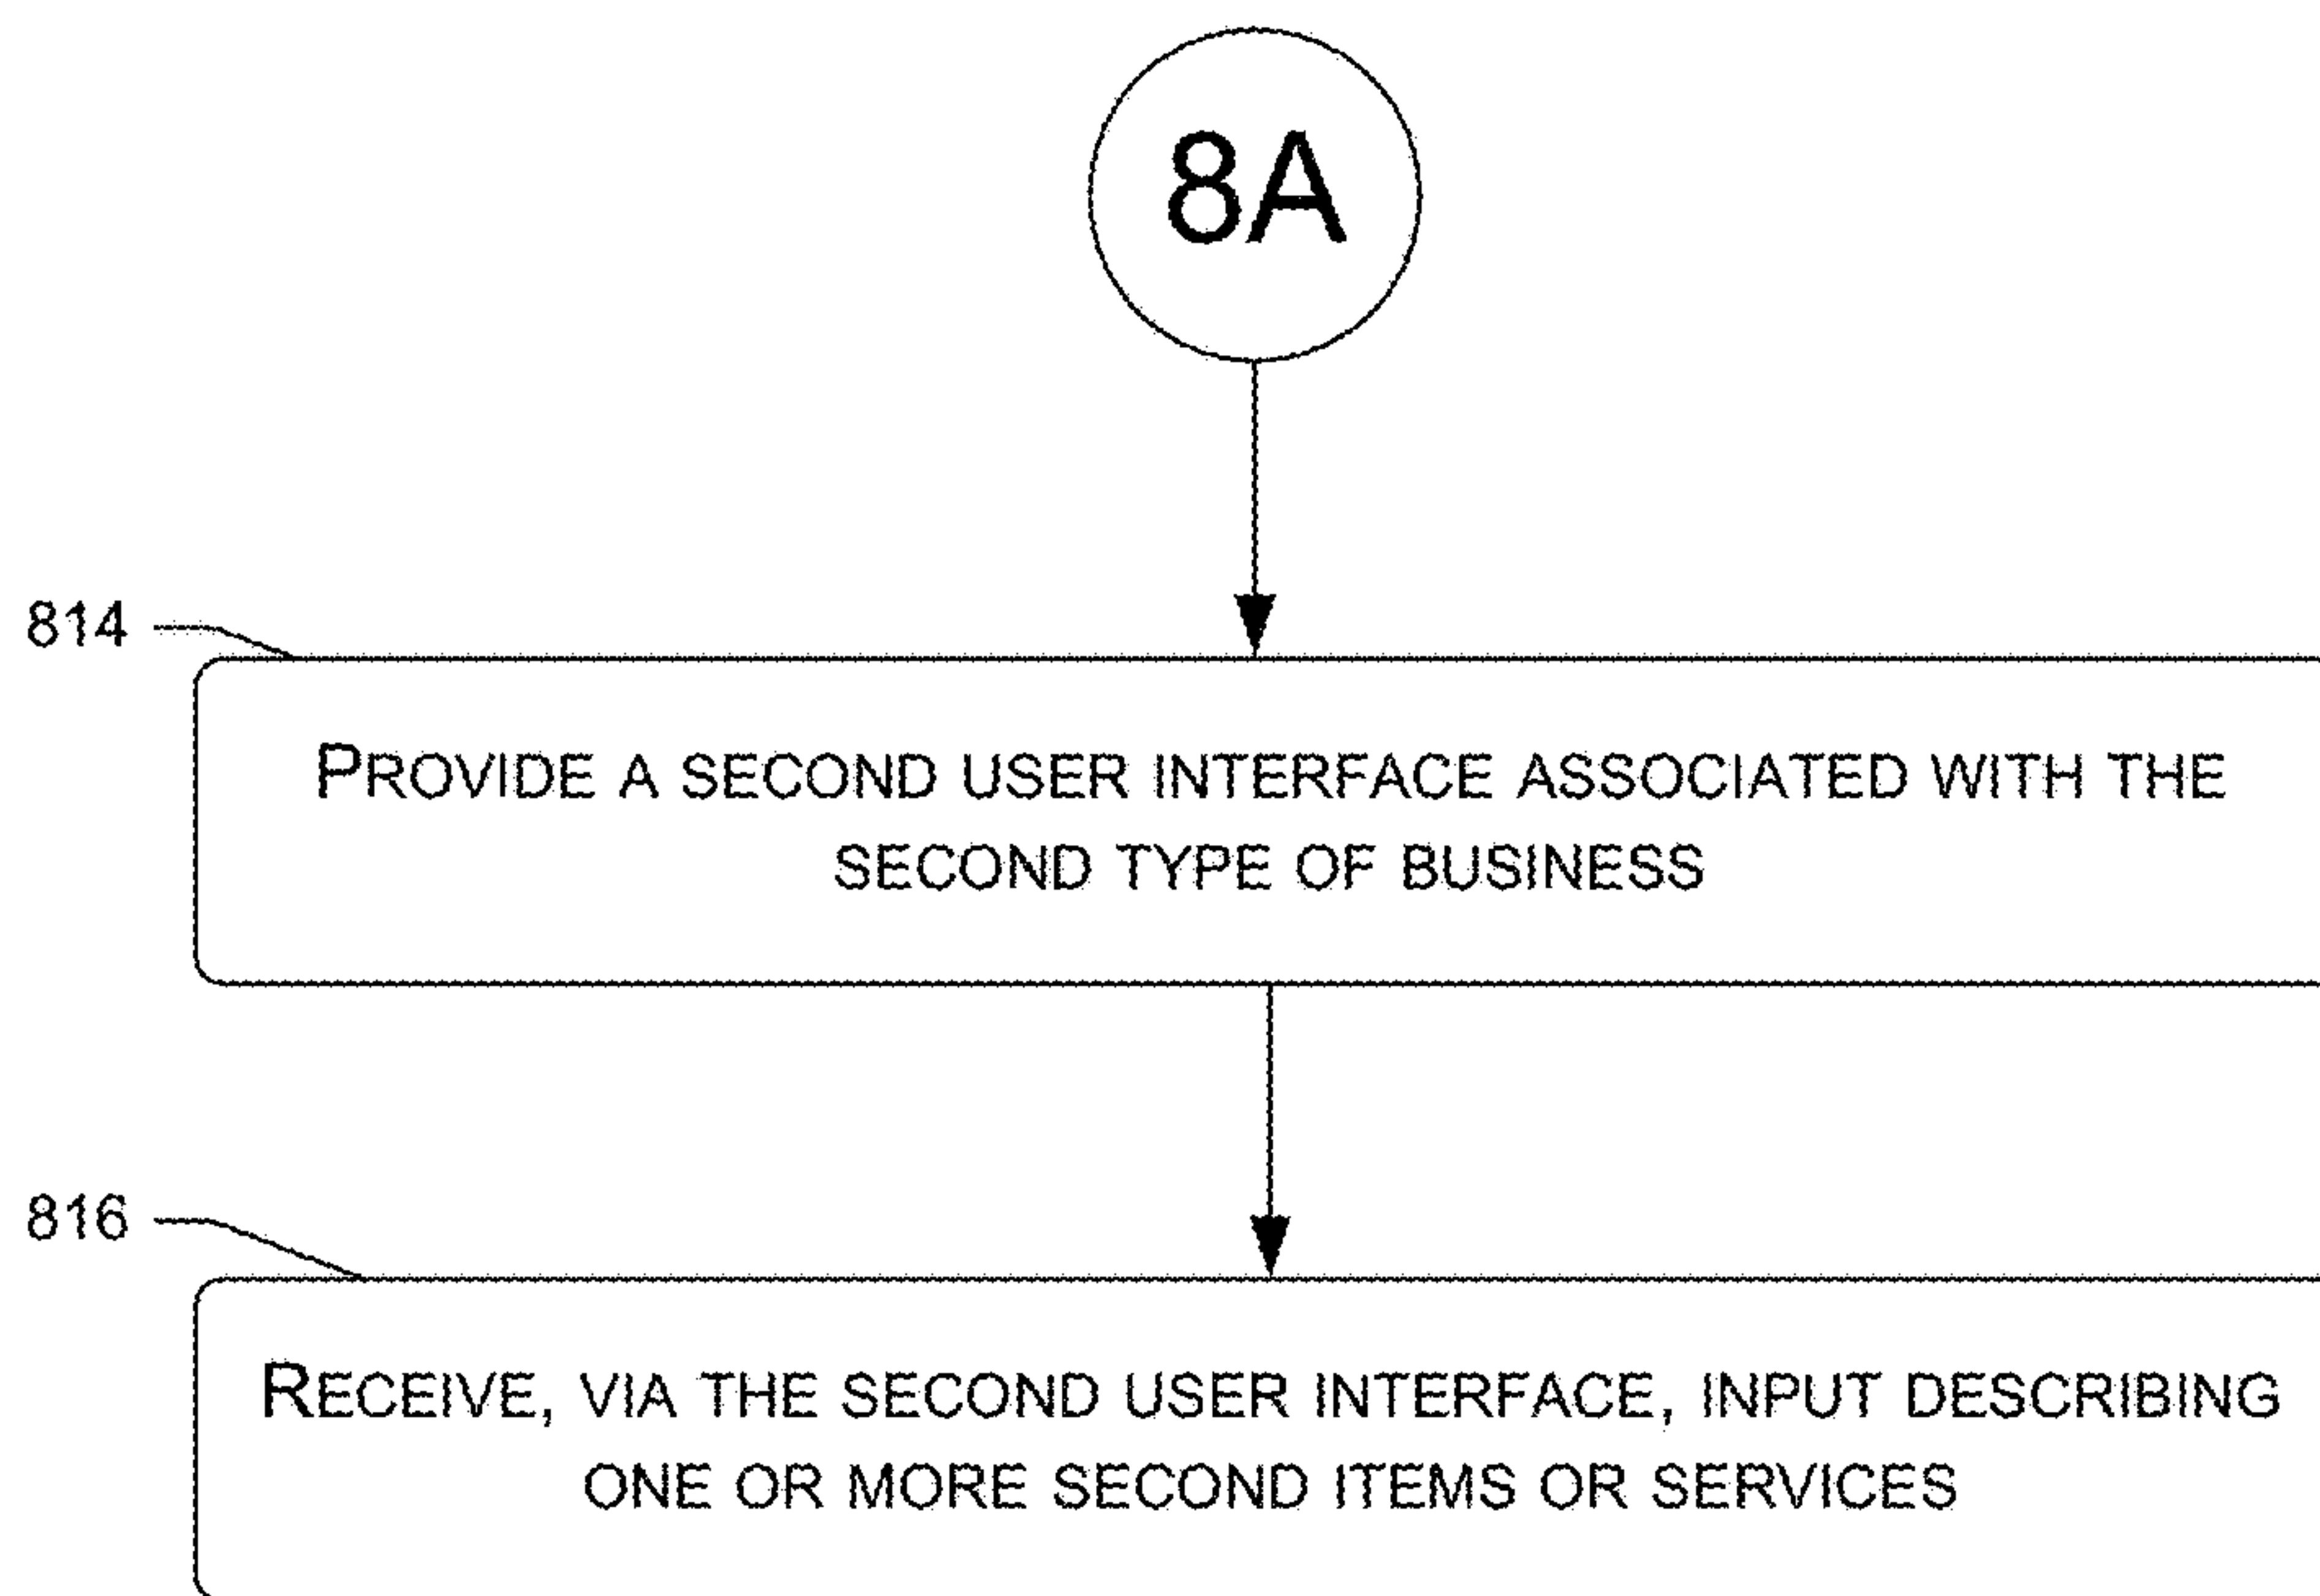 8A
814
PROVIDE A SECOND USER INTERFACE ASSOCIATED WITH THE
SECOND TYPE OF BUSINESS
816
RECEIVE, VIA THE SECOND USER INTERFACE, INPUT DESCRIBING
ONE OR MORE SECOND ITEMS OR SERVICES